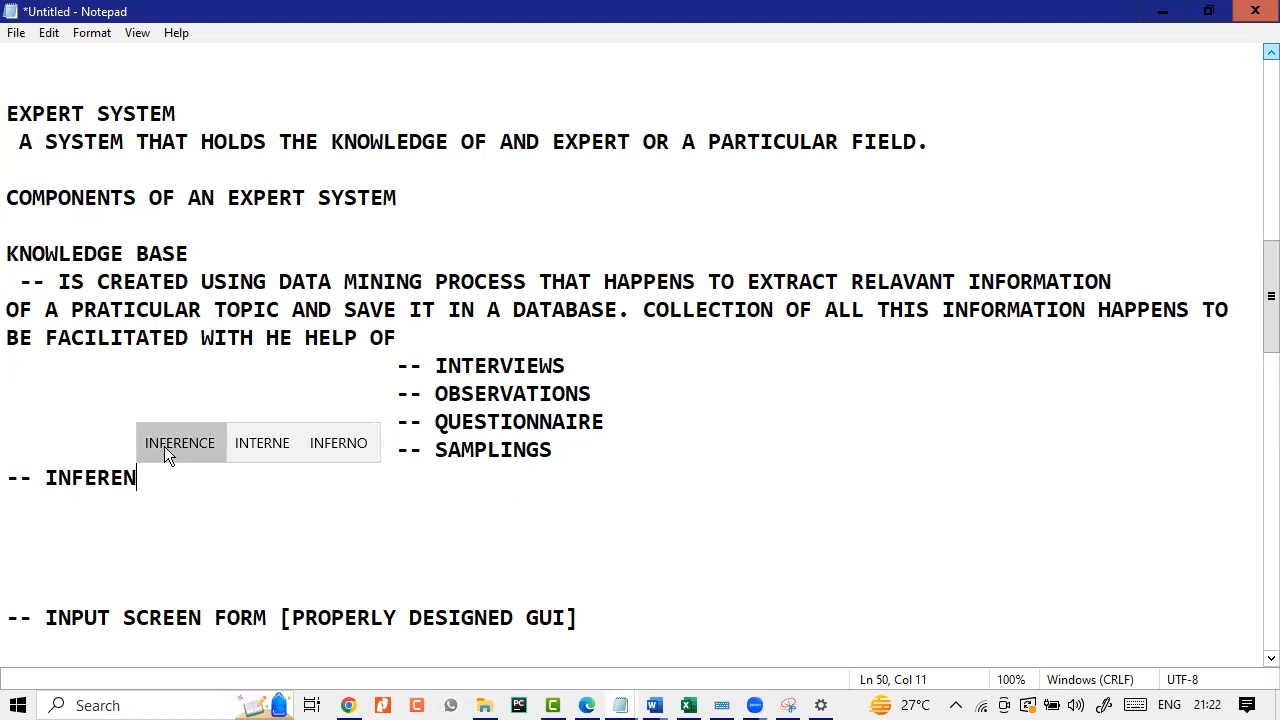 *Untitled - Notepad
File Edit Format View Help
EXPERT SYSTEM
A SYSTEM THAT HOLDS THE KNOWLEDGE OF AND EXPERT OR A PARTICULAR FIELD.
COMPONENTS OF AN EXPERT SYSTEM
KNOWLEDGE BASE
-- IS CREATED USING DATA MINING PROCESS THAT HAPPENS TO EXTRACT RELAVANT INFORMATION
OF A PRATICULAR TOPIC AND SAVE IT IN A DATABASE. COLLECTION OF ALL THIS INFORMATION HAPPENS TO
BE FACILITATED WITH HE HELP OF
-- INTERVIEWS
-- OBSERVATIONS
-- QUESTIONNAIRE
INFERENCE INTERNE INFERNO
-- SAMPLINGS
-- INFEREN
-- INPUT SCREEN FORM [PROPERLY DESIGNED GUI]
Ln 50, Col 11 100% Windows (CRLF) UTF-8
Search 27°C ENG 21:22